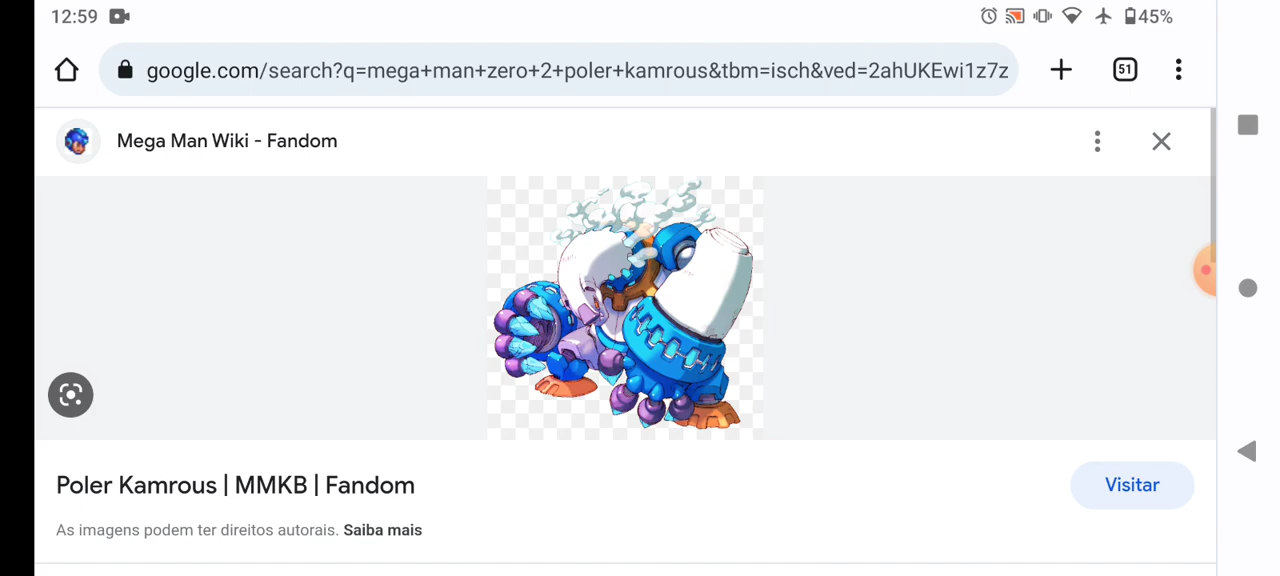 12:59
45%
google.com/search?q=mega+man+zero+2+poler+kamrous&tbm=isch&ved=2ahUKEwi1z7z
51
Mega Man Wiki - Fandom
Poler Kamrous | MMKB | Fandom
Visitar
As imagens podem ter direitos autorais. Saiba mais